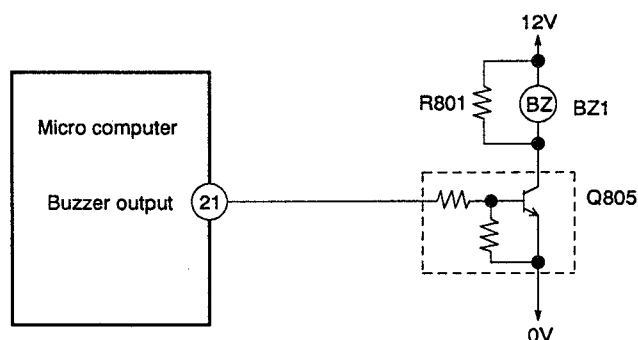 12V
R801
BZ
BZ1
Micro computer
Buzzer output
21
Q805
0V